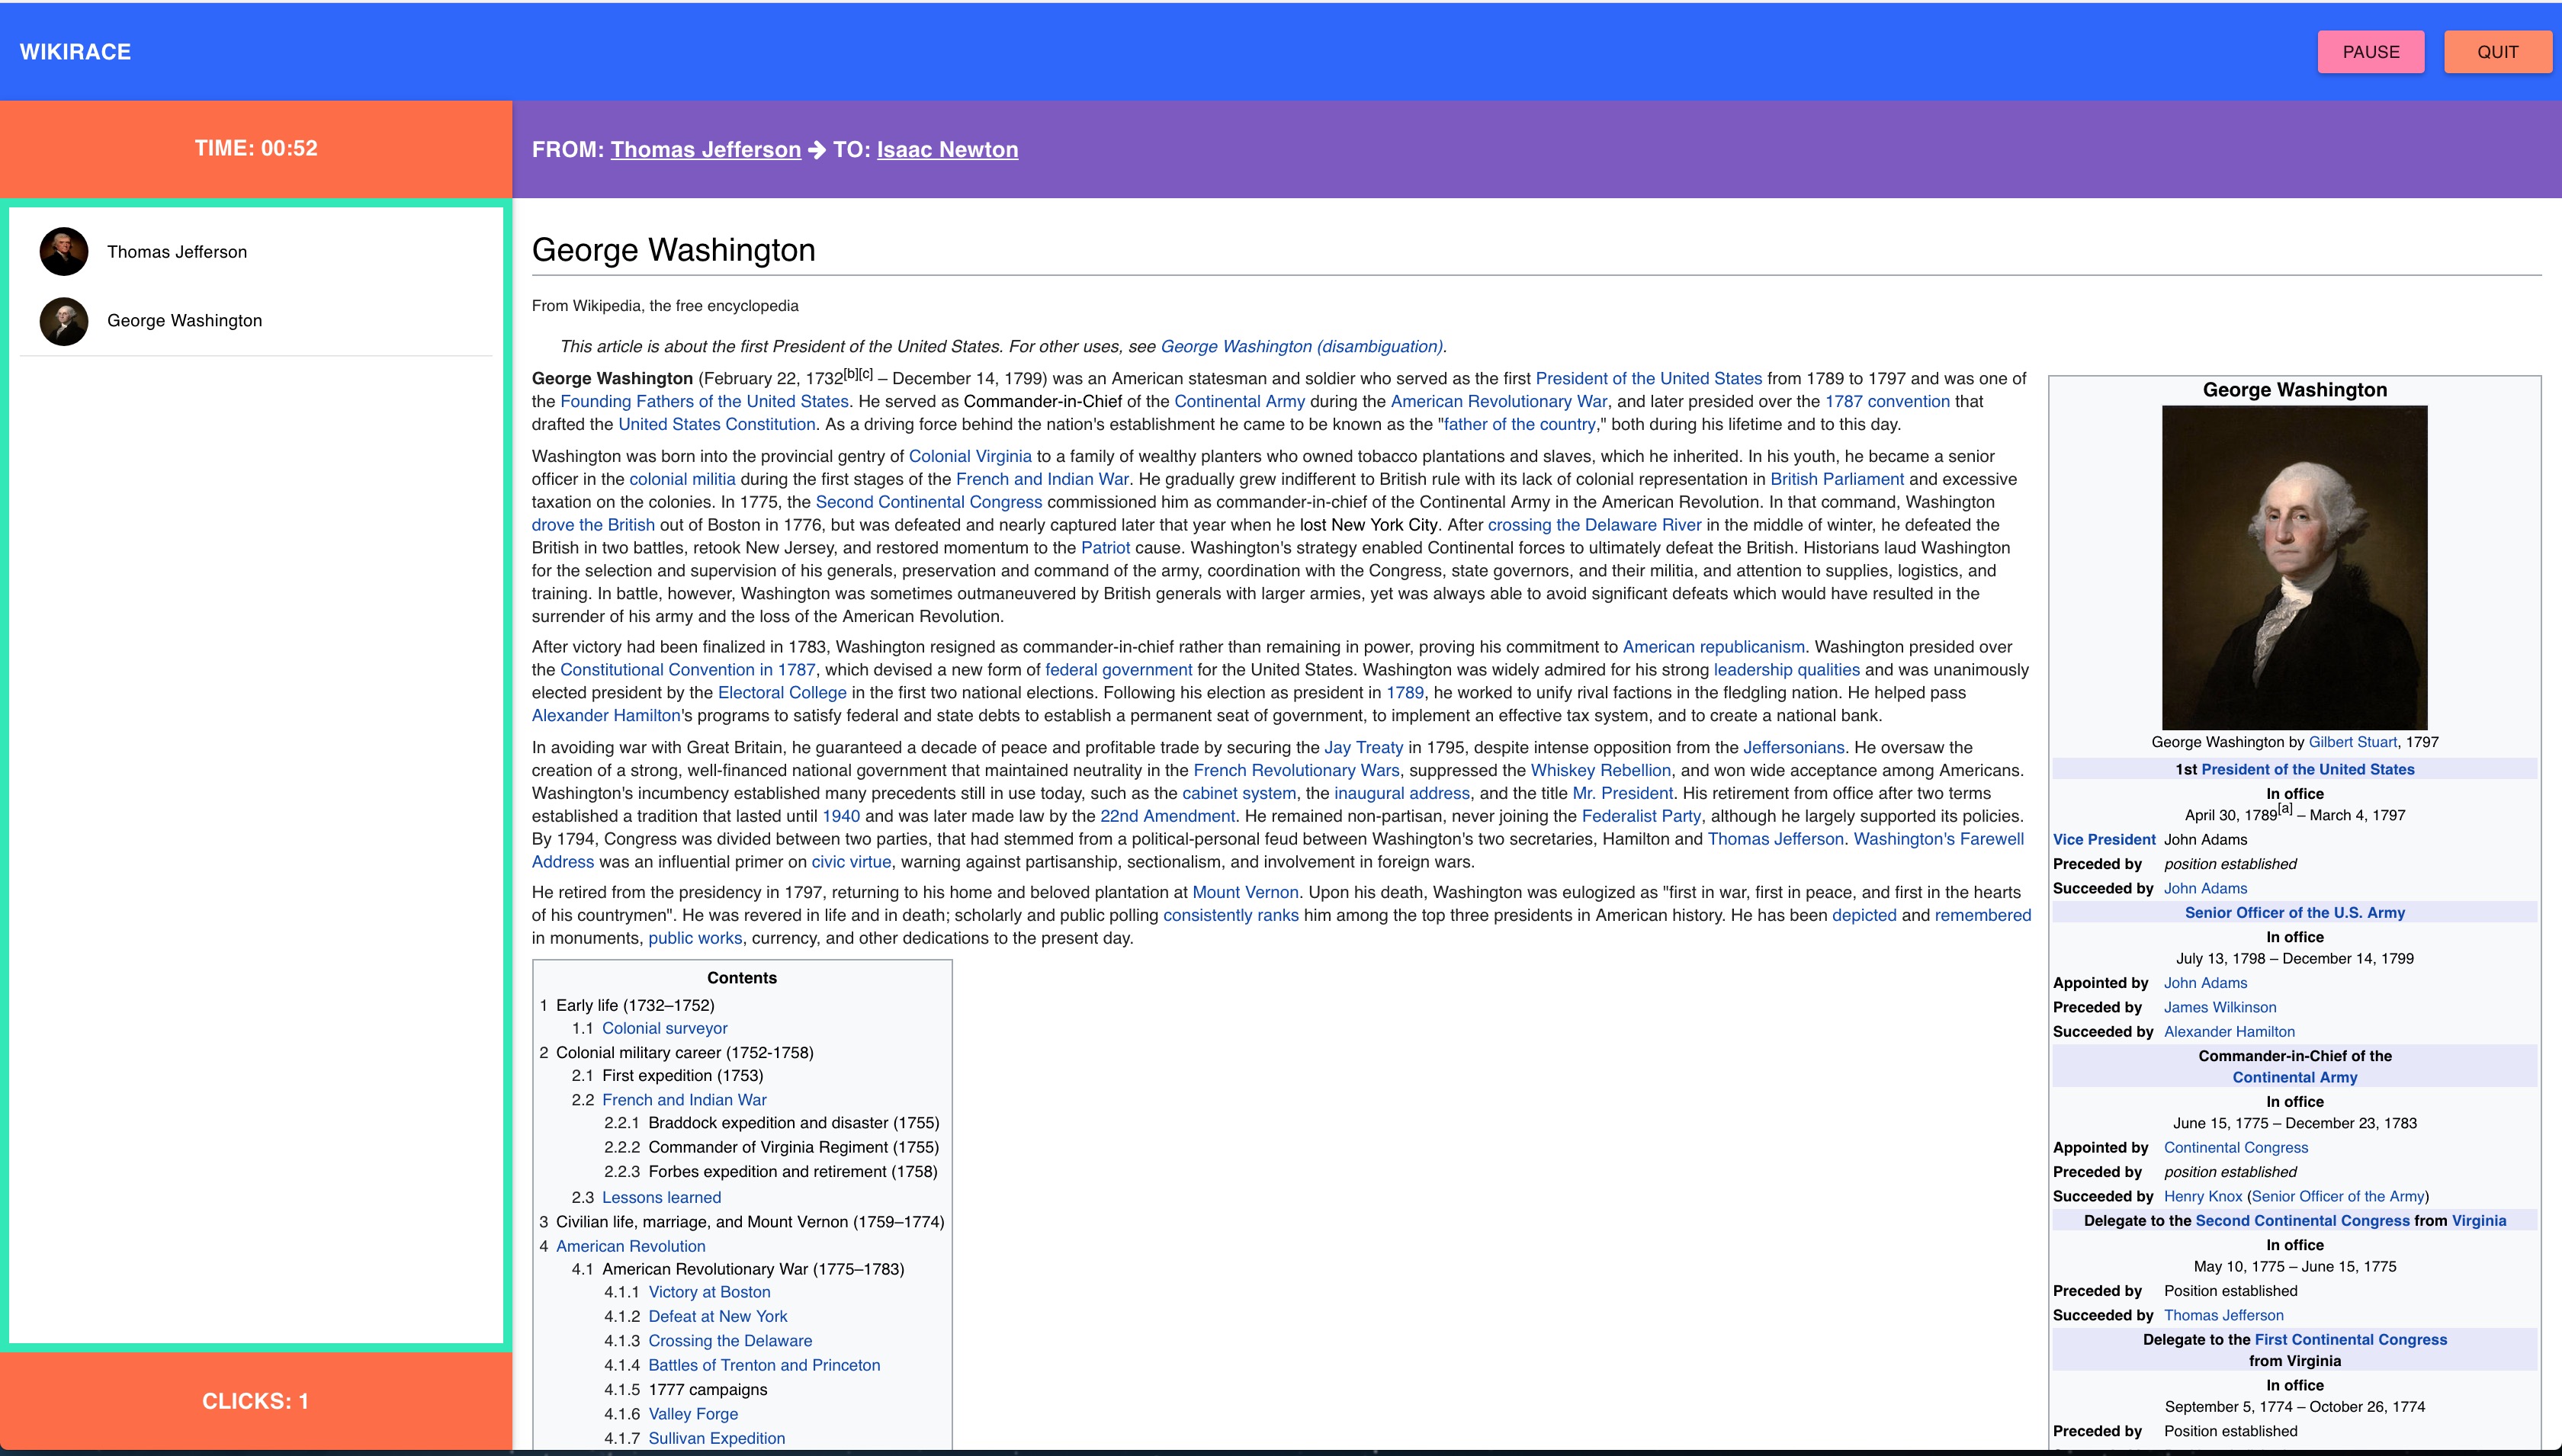 WIKIRACE
PAUSE
QUIT
TIME: 00:52
FROM: Thomas Jefferson → TO: Isaac Newton
Thomas Jefferson
George Washington
CLICKS: 1
George Washington
From Wikipedia, the free encyclopedia
This article is about the first President of the United States. For other uses, see George Washington (disambiguation).
George Washington (February 22, 1732[b][c] – December 14, 1799) was an American statesman and soldier who served as the first President of the United States from 1789 to 1797 and was one of
the Founding Fathers of the United States. He served as Commander-in-Chief of the Continental Army during the American Revolutionary War, and later presided over the 1787 convention that
drafted the United States Constitution. As a driving force behind the nation's establishment he came to be known as the "father of the country," both during his lifetime and to this day.
Washington was born into the provincial gentry of Colonial Virginia to a family of wealthy planters who owned tobacco plantations and slaves, which he inherited. In his youth, he became a senior
officer in the colonial militia during the first stages of the French and Indian War. He gradually grew indifferent to British rule with its lack of colonial representation in British Parliament and excessive
taxation on the colonies. In 1775, the Second Continental Congress commissioned him as commander-in-chief of the Continental Army in the American Revolution. In that command, Washington
drove the British out of Boston in 1776, but was defeated and nearly captured later that year when he lost New York City. After crossing the Delaware River in the middle of winter, he defeated the
British in two battles, retook New Jersey, and restored momentum to the Patriot cause. Washington's strategy enabled Continental forces to ultimately defeat the British. Historians laud Washington
for the selection and supervision of his generals, preservation and command of the army, coordination with the Congress, state governors, and their militia, and attention to supplies, logistics, and
training. In battle, however, Washington was sometimes outmaneuvered by British generals with larger armies, yet was always able to avoid significant defeats which would have resulted in the
surrender of his army and the loss of the American Revolution.
After victory had been finalized in 1783, Washington resigned as commander-in-chief rather than remaining in power, proving his commitment to American republicanism. Washington presided over
the Constitutional Convention in 1787, which devised a new form of federal government for the United States. Washington was widely admired for his strong leadership qualities and was unanimously
elected president by the Electoral College in the first two national elections. Following his election as president in 1789, he worked to unify rival factions in the fledgling nation. He helped pass
Alexander Hamilton's programs to satisfy federal and state debts to establish a permanent seat of government, to implement an effective tax system, and to create a national bank.
In avoiding war with Great Britain, he guaranteed a decade of peace and profitable trade by securing the Jay Treaty in 1795, despite intense opposition from the Jeffersonians. He oversaw the
creation of a strong, well-financed national government that maintained neutrality in the French Revolutionary Wars, suppressed the Whiskey Rebellion, and won wide acceptance among Americans.
Washington's incumbency established many precedents still in use today, such as the cabinet system, the inaugural address, and the title Mr. President. His retirement from office after two terms
established a tradition that lasted until 1940 and was later made law by the 22nd Amendment. He remained non-partisan, never joining the Federalist Party, although he largely supported its policies.
By 1794, Congress was divided between two parties, that had stemmed from a political-personal feud between Washington's two secretaries, Hamilton and Thomas Jefferson. Washington's Farewell
Address was an influential primer on civic virtue, warning against partisanship, sectionalism, and involvement in foreign wars.
He retired from the presidency in 1797, returning to his home and beloved plantation at Mount Vernon. Upon his death, Washington was eulogized as "first in war, first in peace, and first in the hearts
of his countrymen". He was revered in life and in death; scholarly and public polling consistently ranks him among the top three presidents in American history. He has been depicted and remembered
in monuments, public works, currency, and other dedications to the present day.
Contents
1 Early life (1732–1752)
1.1 Colonial surveyor
2 Colonial military career (1752-1758)
2.1 First expedition (1753)
2.2 French and Indian War
2.2.1 Braddock expedition and disaster (1755)
2.2.2 Commander of Virginia Regiment (1755)
2.2.3 Forbes expedition and retirement (1758)
2.3 Lessons learned
3 Civilian life, marriage, and Mount Vernon (1759–1774)
4 American Revolution
4.1 American Revolutionary War (1775–1783)
4.1.1 Victory at Boston
4.1.2 Defeat at New York
4.1.3 Crossing the Delaware
4.1.4 Battles of Trenton and Princeton
4.1.5 1777 campaigns
4.1.6 Valley Forge
4.1.7 Sullivan Expedition
George Washington
George Washington by Gilbert Stuart, 1797
1st President of the United States
In office
April 30, 1789[a] – March 4, 1797
Vice President John Adams
Preceded by position established
Succeeded by John Adams
Senior Officer of the U.S. Army
In office
July 13, 1798 – December 14, 1799
Appointed by John Adams
Preceded by James Wilkinson
Succeeded by Alexander Hamilton
Commander-in-Chief of the
Continental Army
In office
June 15, 1775 – December 23, 1783
Appointed by Continental Congress
Preceded by position established
Succeeded by Henry Knox (Senior Officer of the Army)
Delegate to the Second Continental Congress from Virginia
In office
May 10, 1775 – June 15, 1775
Preceded by Position established
Succeeded by Thomas Jefferson
Delegate to the First Continental Congress
from Virginia
In office
September 5, 1774 – October 26, 1774
Preceded by Position established